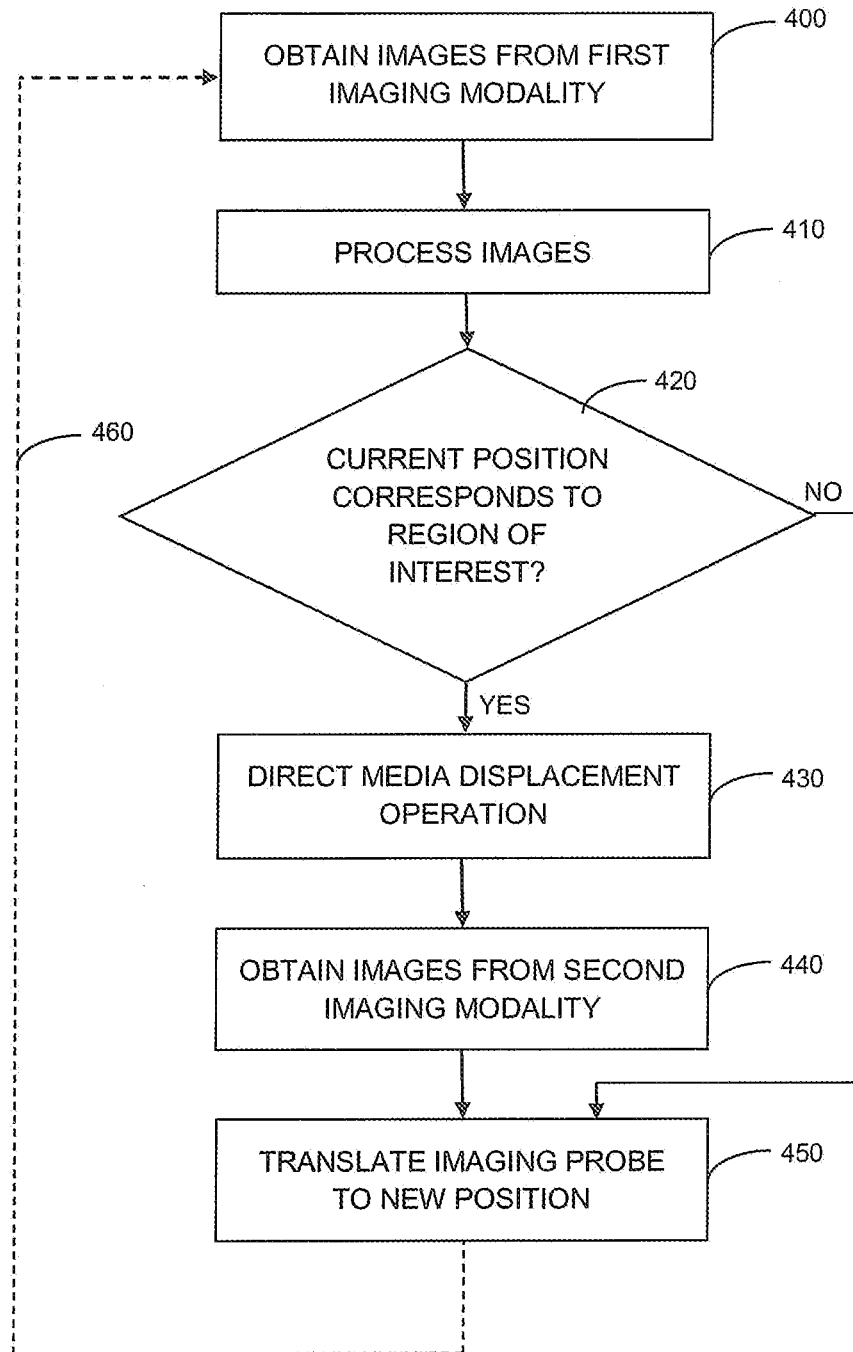 400
OBTAIN IMAGES FROM FIRST
IMAGING MODALITY
410
PROCESS IMAGES
420
460
CURRENT POSITION
CORRESPONDS TO
REGION OF
INTEREST?
NO
YES
DIRECT MEDIA DISPLACEMENT
OPERATION
430
OBTAIN IMAGES FROM SECOND
IMAGING MODALITY
440
TRANSLATE IMAGING PROBE
TO NEW POSITION
450